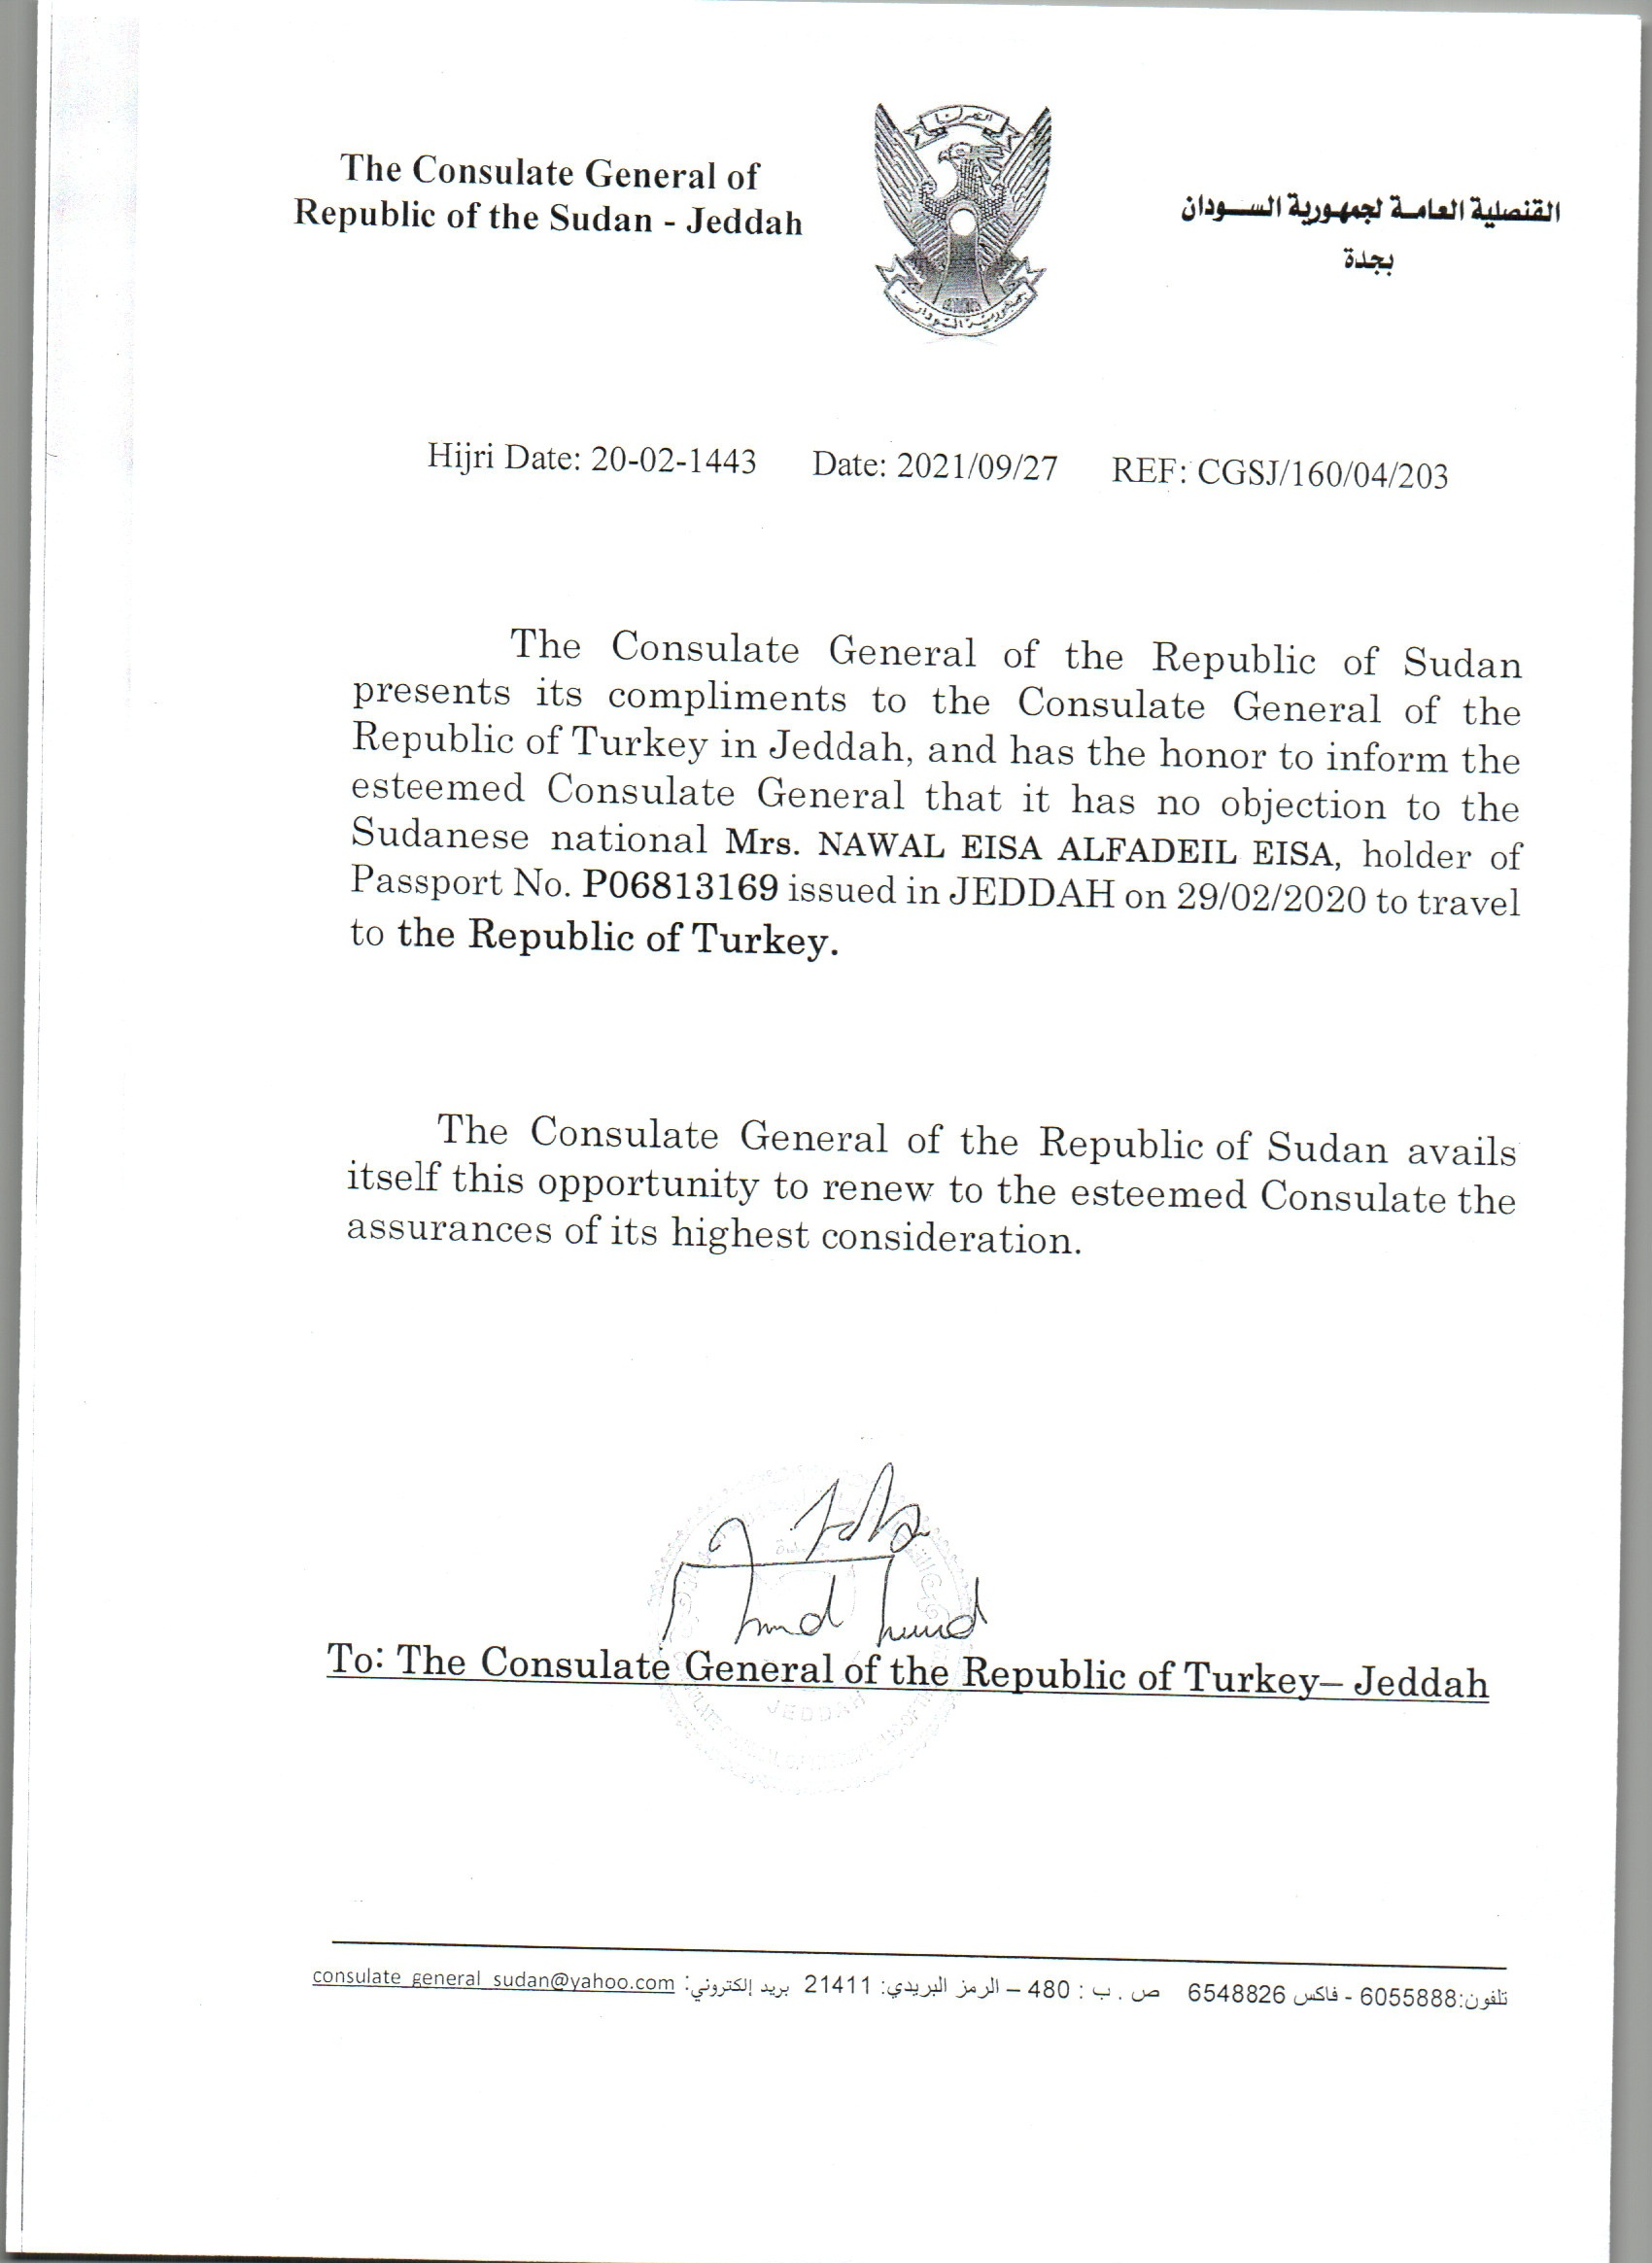 The Consulate General of
Republic of the Sudan - Jeddah
النصر لنا
جمهورية السودان
القنصلية العامة لجمهورية السودان
بجدة
Hijri Date: 20-02-1443 Date: 2021/09/27 REF: CGSJ/160/04/203
The Consulate General of the Republic of Sudan
presents its compliments to the Consulate General of the
Republic of Turkey in Jeddah, and has the honor to inform the
esteemed Consulate General that it has no objection to the
Sudanese national Mrs. NAWAL EISA ALFADEIL EISA, holder of
Passport No. P06813169 issued in JEDDAH on 29/02/2020 to travel
to the Republic of Turkey.
The Consulate General of the Republic of Sudan avails
itself this opportunity to renew to the esteemed Consulate the
assurances of its highest consideration.
To: The Consulate General of the Republic of Turkey– Jeddah
JEDDAH
تلفون:6055888 - فاكس 6548826 ص . ب : 480 – الرمز البريدي: 21411 بريد إلكتروني: consulate_general_sudan@yahoo.com